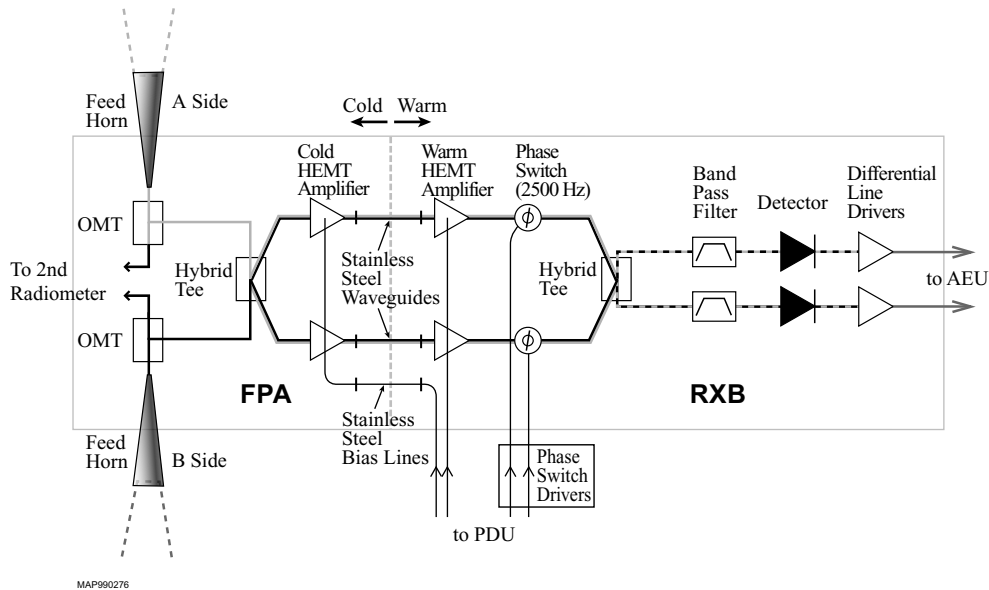 Feed
Horn
A Side
Cold
Warm
Cold
HEMT
Amplifier
Warm
HEMT
Amplifier
Phase
Switch
(2500 Hz)
Band
Pass
Filter
Detector
Differential
Line
Drivers
OMT
To 2nd
Radiometer
Hybrid
Tee
Stainless
Steel
Waveguides
ϕ
Hybrid
Tee
to AEU
OMT
ϕ
FPA
RXB
Stainless
Steel
Bias Lines
Feed
Horn
B Side
Phase
Switch
Drivers
to PDU
MAP990276